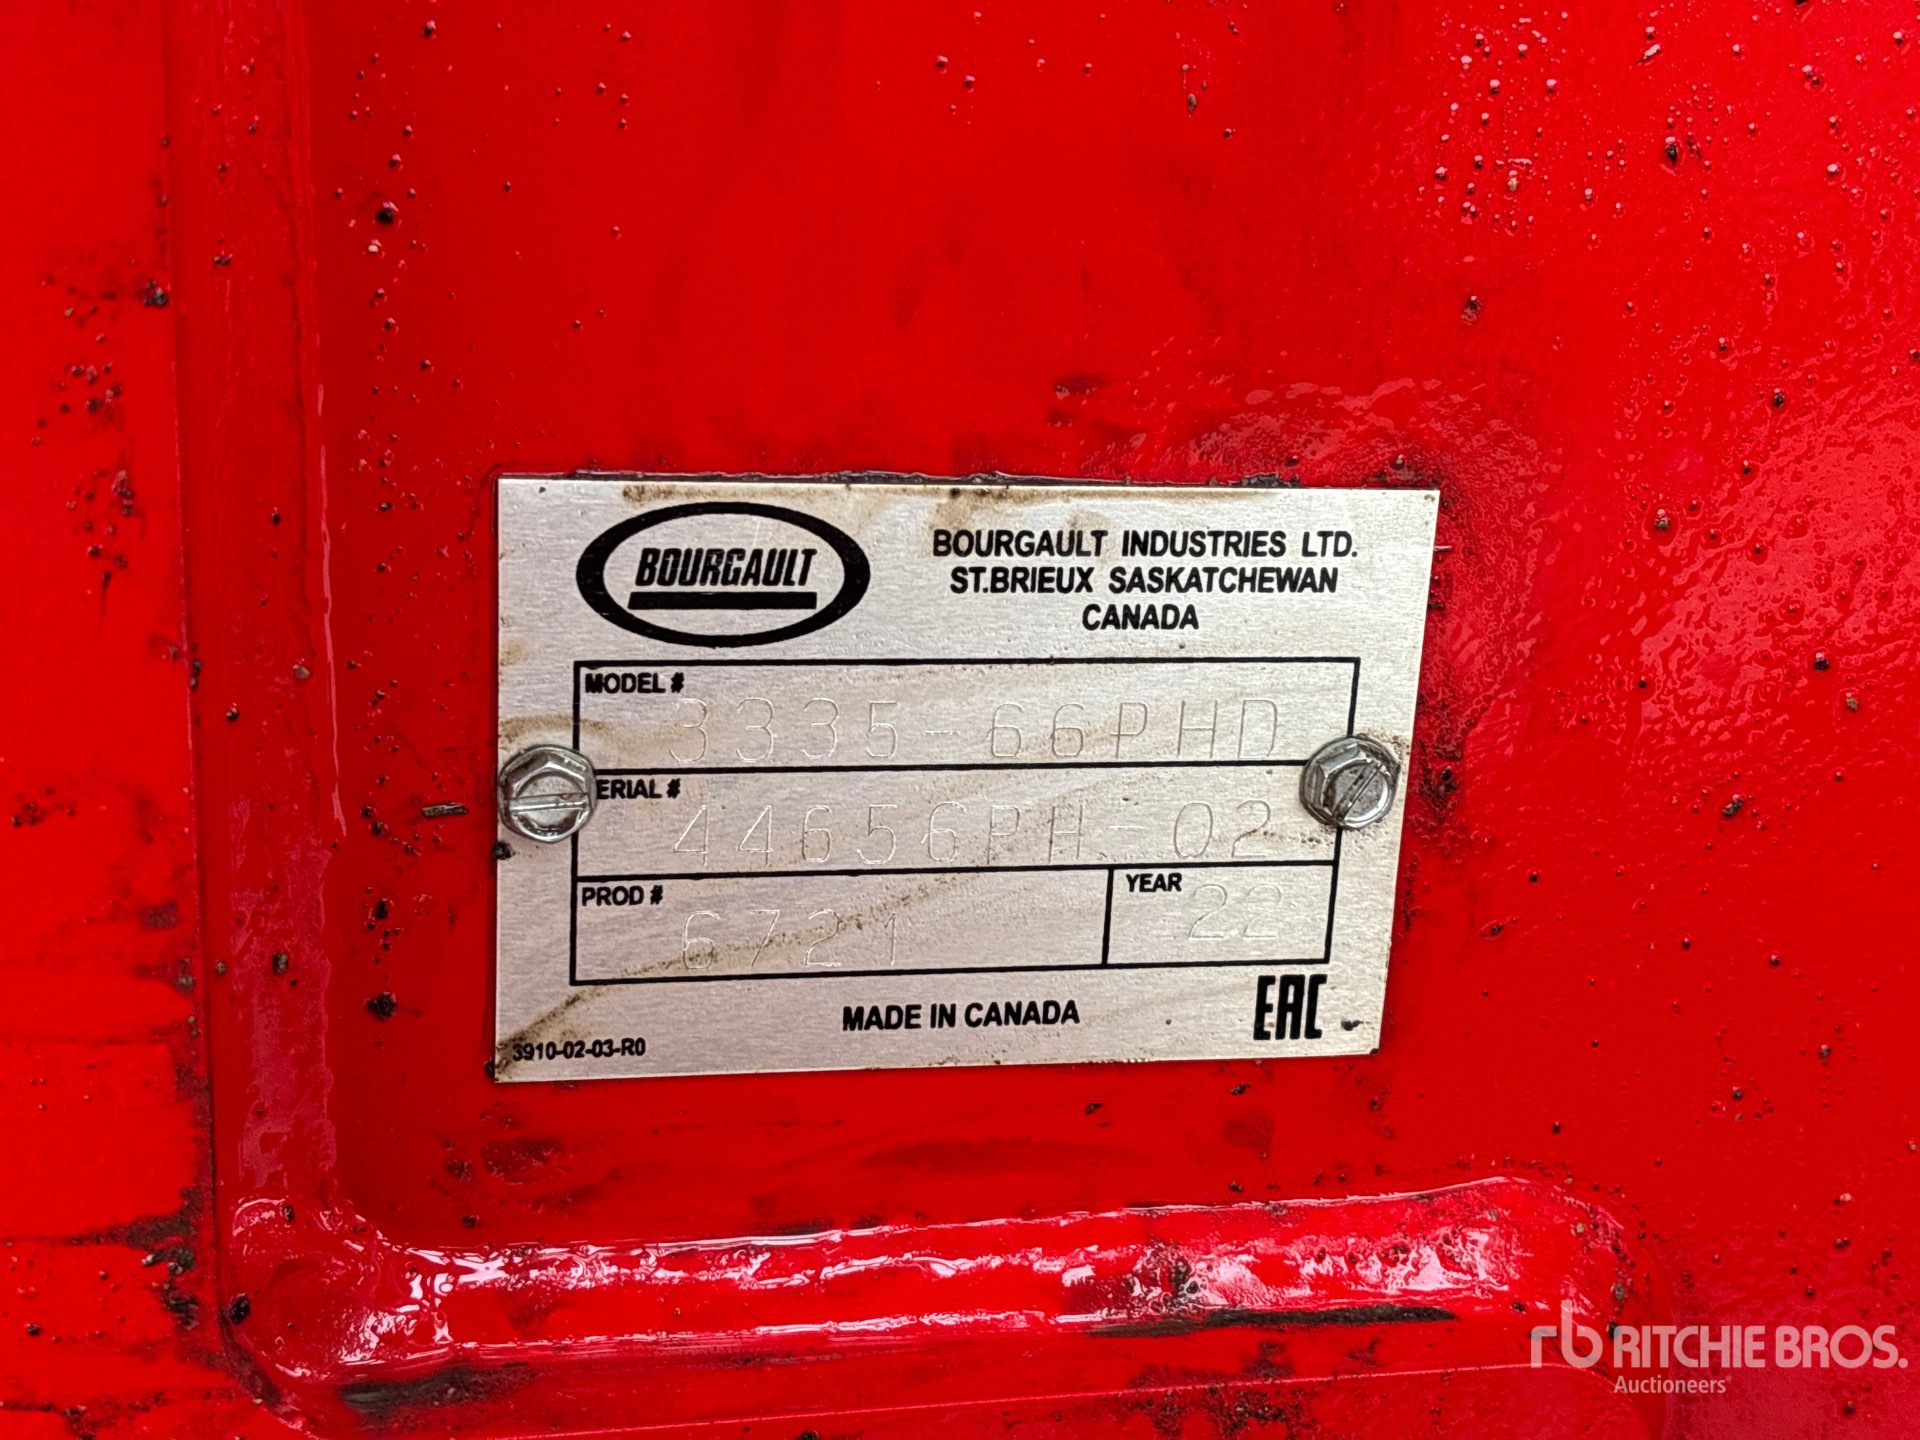 BOURGAULT
BOURGAULT INDUSTRIES LTD.
ST.BRIEUX SASKATCHEWAN
CANADA
MODEL #
3335-66PHD
ERIAL #
44656PH-02
PROD #
6721
YEAR
22
MADE IN CANADA
EAC
3910-02-03-R0
rb RITCHIE BROS.
Auctioneers